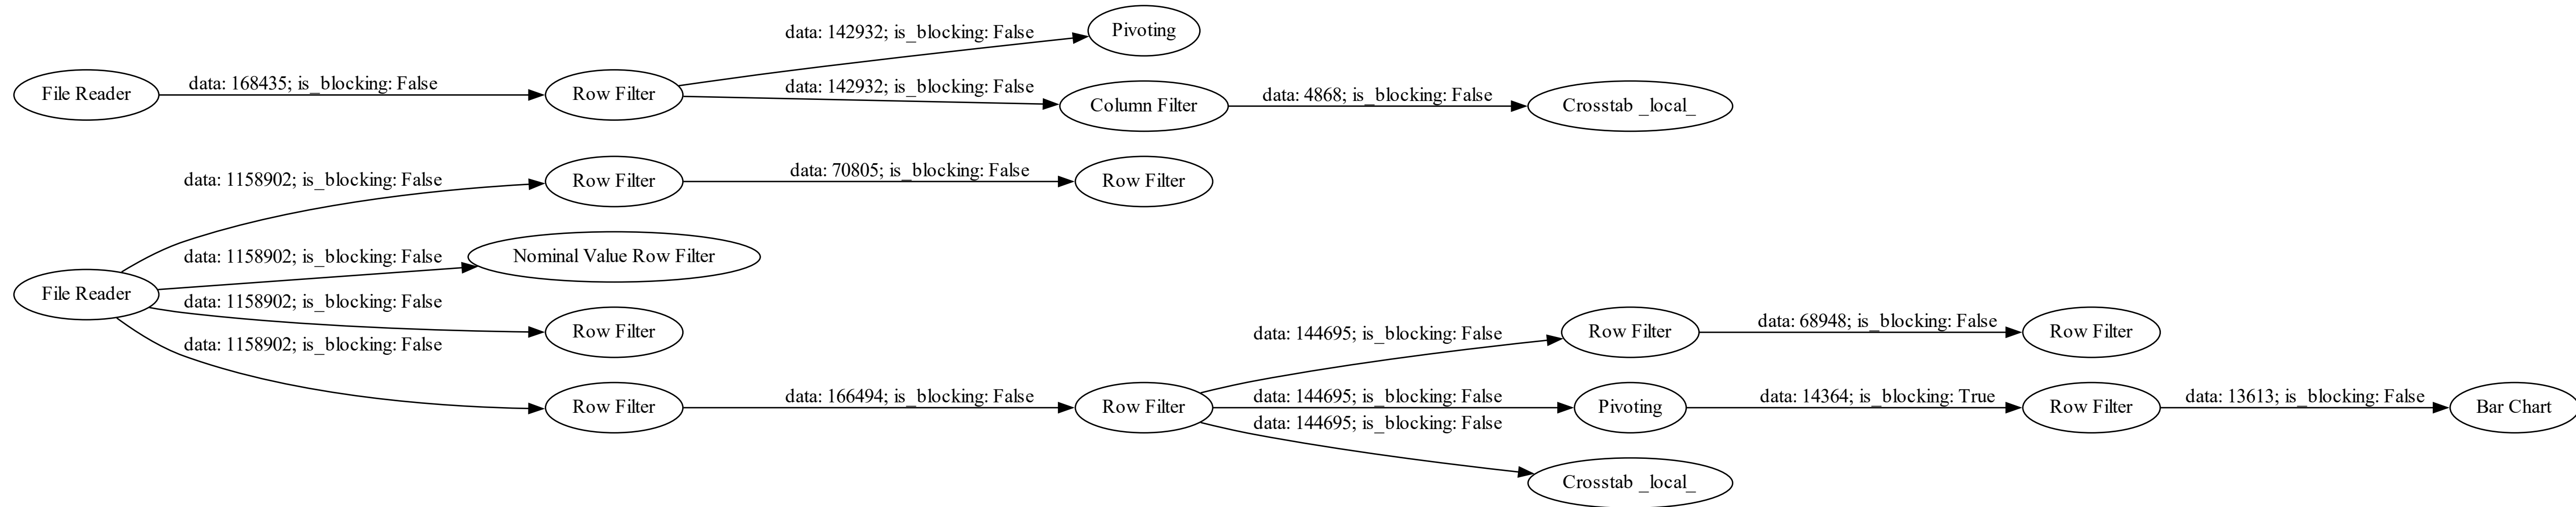 Pivoting
data: 142932; is_blocking: False
File Reader
data: 168435; is_blocking: False
Row Filter
data: 142932; is_blocking: False
Column Filter
data: 4868; is_blocking: False
Crosstab _local_
data: 1158902; is_blocking: False
Row Filter
data: 70805; is_blocking: False
Row Filter
data: 1158902; is_blocking: False
Nominal Value Row Filter
File Reader
data: 1158902; is_blocking: False
Row Filter
data: 1158902; is_blocking: False
Row Filter
data: 166494; is_blocking: False
Row Filter
data: 144695; is_blocking: False
Row Filter
data: 68948; is_blocking: False
Row Filter
data: 144695; is_blocking: False
Pivoting
data: 14364; is_blocking: True
Row Filter
data: 13613; is_blocking: False
Bar Chart
data: 144695; is_blocking: False
Crosstab _local_